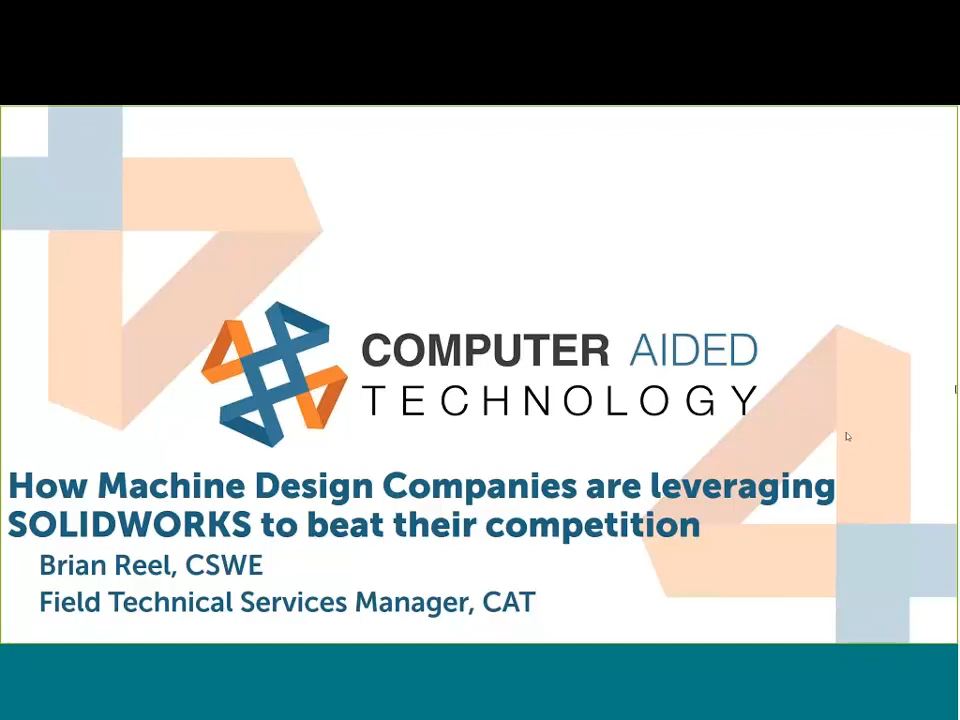 COMPUTER AIDED
TECHNOLOGY
How Machine Design Companies are leveraging
SOLIDWORKS to beat their competition
Brian Reel, CSWE
Field Technical Services Manager, CAT